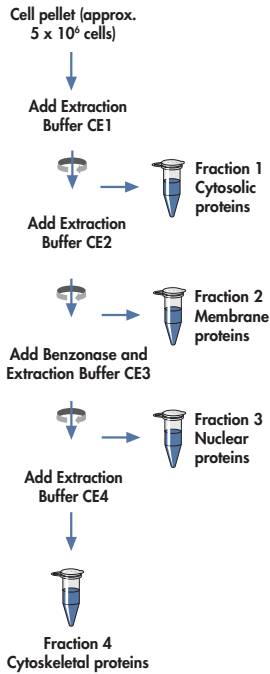 Cell pellet (approx.
5 x 10⁶ cells)
Add Extraction
Buffer CE1
Fraction 1
Cytosolic
proteins
Add Extraction
Buffer CE2
Fraction 2
Membrane
proteins
Add Benzonase and
Extraction Buffer CE3
Fraction 3
Nuclear
proteins
Add Extraction
Buffer CE4
Fraction 4
Cytoskeletal proteins